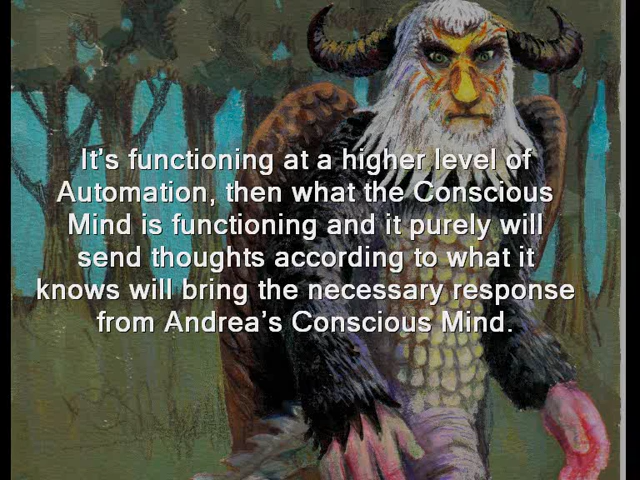 It's functioning at a higher level of
Automation, then what the Conscious
Mind is functioning and it purely will
send thoughts according to what it
knows will bring the necessary response
from Andrea's Conscious Mind.